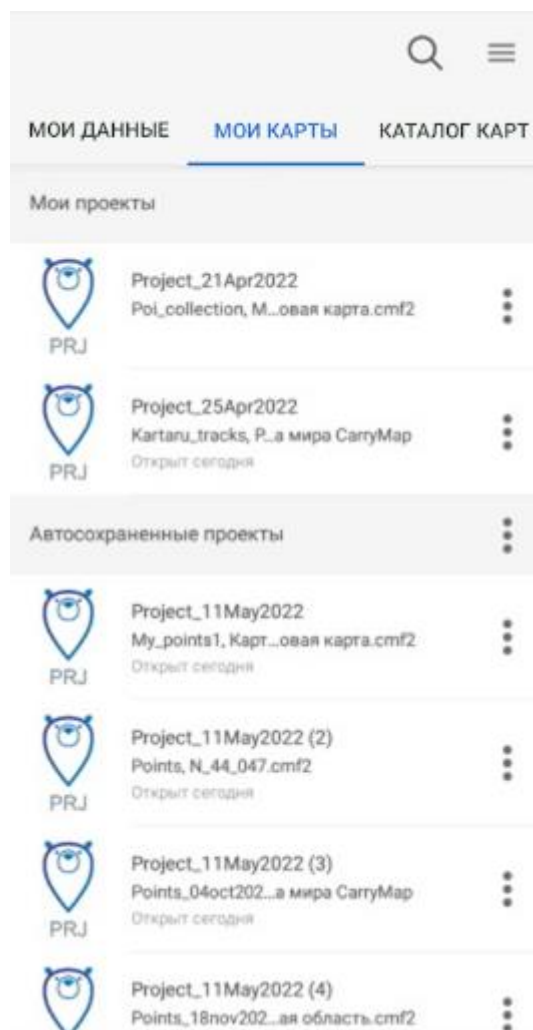 МОИ ДАННЫЕ МОИ КАРТЫ КАТАЛОГ КАРТ
Мои проекты
Project_21Apr2022
Poi_collection, М...овая карта.cmf2
PRJ
Project_25Apr2022
Kartaru_tracks, P...а мира CarryMap
Открыт сегодня
PRJ
Автосохраненные проекты
Project_11May2022
My_points1, Карт...овая карта.cmf2
Открыт сегодня
PRJ
Project_11May2022 (2)
Points, N_44_047.cmf2
Открыт сегодня
PRJ
Project_11May2022 (3)
Points_04oct202...а мира CarryMap
Открыт сегодня
PRJ
Project_11May2022 (4)
Points_18nov202...ая область.cmf2